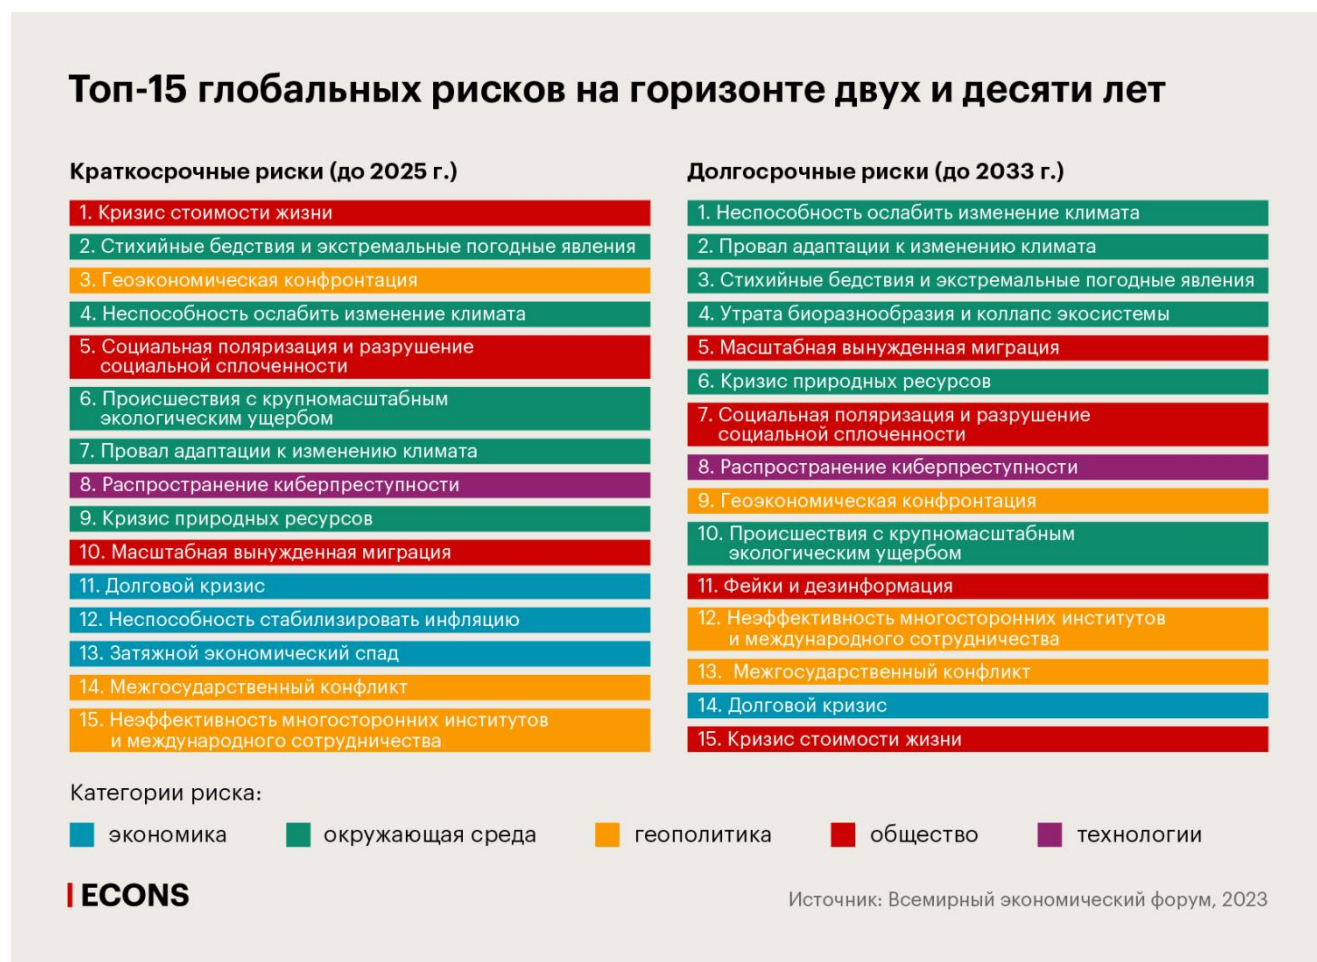 Топ-15 глобальных рисков на горизонте двух и десяти лет
Краткосрочные риски (до 2025 г.)
1. Кризис стоимости жизни
2. Стихийные бедствия и экстремальные погодные явления
3. Геоэкономическая конфронтация
4. Неспособность ослабить изменение климата
5. Социальная поляризация и разрушение
социальной сплоченности
6. Происшествия с крупномасштабным
экологическим ущербом
7. Провал адаптации к изменению климата
8. Распространение киберпреступности
9. Кризис природных ресурсов
10. Масштабная вынужденная миграция
11. Долговой кризис
12. Неспособность стабилизировать инфляцию
13. Затяжной экономический спад
14. Межгосударственный конфликт
15. Неэффективность многосторонних институтов
и международного сотрудничества
Долгосрочные риски (до 2033 г.)
1. Неспособность ослабить изменение климата
2. Провал адаптации к изменению климата
3. Стихийные бедствия и экстремальные погодные явления
4. Утрата биоразнообразия и коллапс экосистемы
5. Масштабная вынужденная миграция
6. Кризис природных ресурсов
7. Социальная поляризация и разрушение
социальной сплоченности
8. Распространение киберпреступности
9. Геоэкономическая конфронтация
10. Происшествия с крупномасштабным
экологическим ущербом
11. Фейки и дезинформация
12. Неэффективность многосторонних институтов
и международного сотрудничества
13. Межгосударственный конфликт
14. Долговой кризис
15. Кризис стоимости жизни
Категории риска:
экономика
окружающая среда
геополитика
общество
технологии
ECONS
Источник: Всемирный экономический форум, 2023